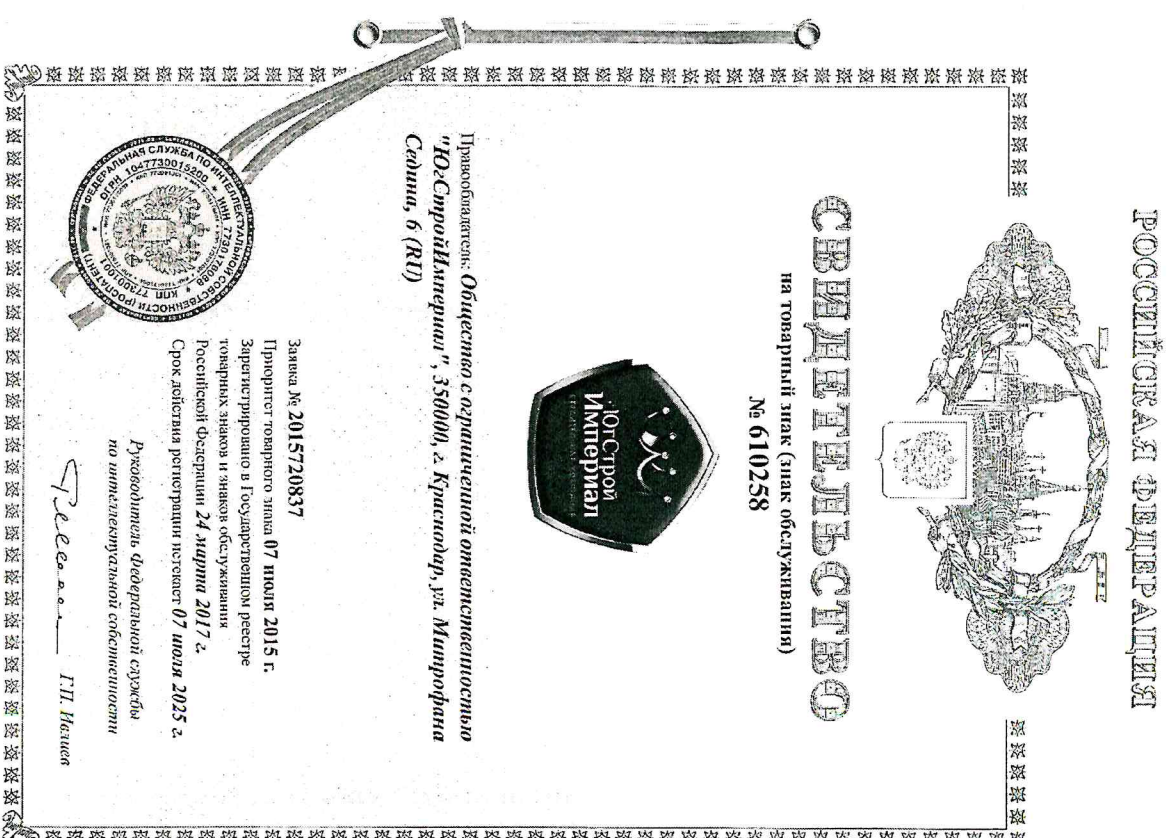 РОССИЙСКАЯ ФЕДЕРАЦИЯ
СВИДЕТЕЛЬСТВО
на товарный знак (знак обслуживания)
№ 610258
ЮгСтрой
Империал
Правообладатель: Общество с ограниченной ответственностью
"ЮгСтройИмпериал", 35000, г. Краснодар, ул. Митрофана
Седина, 6 (RU)
Заявка № 2015720837
Приоритет товарного знака 07 июля 2015 г.
Зарегистрировано в Государственном реестре
товарных знаков и знаков обслуживания
Российской Федерации 24 марта 2017 г.
Срок действия регистрации истекает 07 июля 2025 г.
Руководитель Федеральной службы
по интеллектуальной собственности
Г.П. Ивлиев
ФЕДЕРАЛЬНАЯ СЛУЖБА ПО ИНТЕЛЛЕКТУАЛЬНОЙ СОБСТВЕННОСТИ (РОСПАТЕНТ)
ОГРН 1047730015200 * ИНН 7730176088 * КПП 773001001